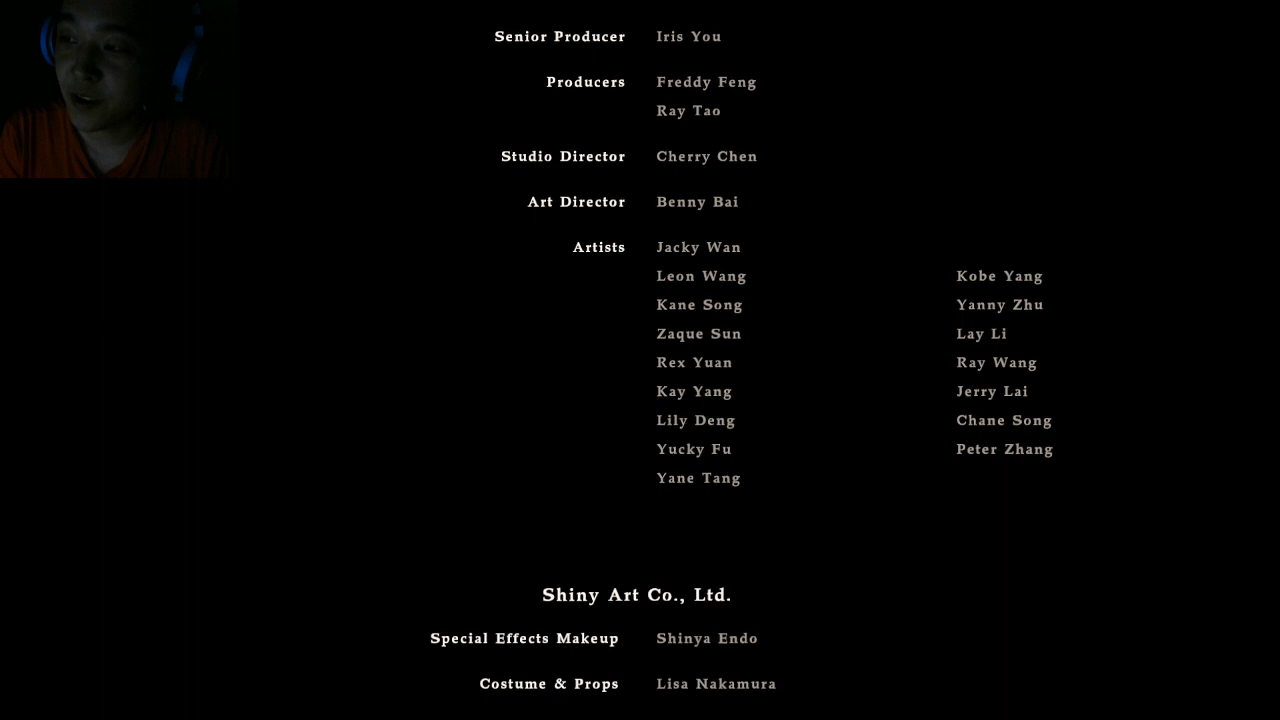 Senior Producer Iris You
Producers Freddy Feng
Ray Tao
Studio Director Cherry Chen
Art Director Benny Bai
Artists Jacky Wan
Leon Wang Kobe Yang
Kane Song Yanny Zhu
Zaque Sun Lay Li
Rex Yuan Ray Wang
Kay Yang Jerry Lai
Lily Deng Chane Song
Yucky Fu Peter Zhang
Yane Tang
Shiny Art Co., Ltd.
Special Effects Makeup Shinya Endo
Costume & Props Lisa Nakamura